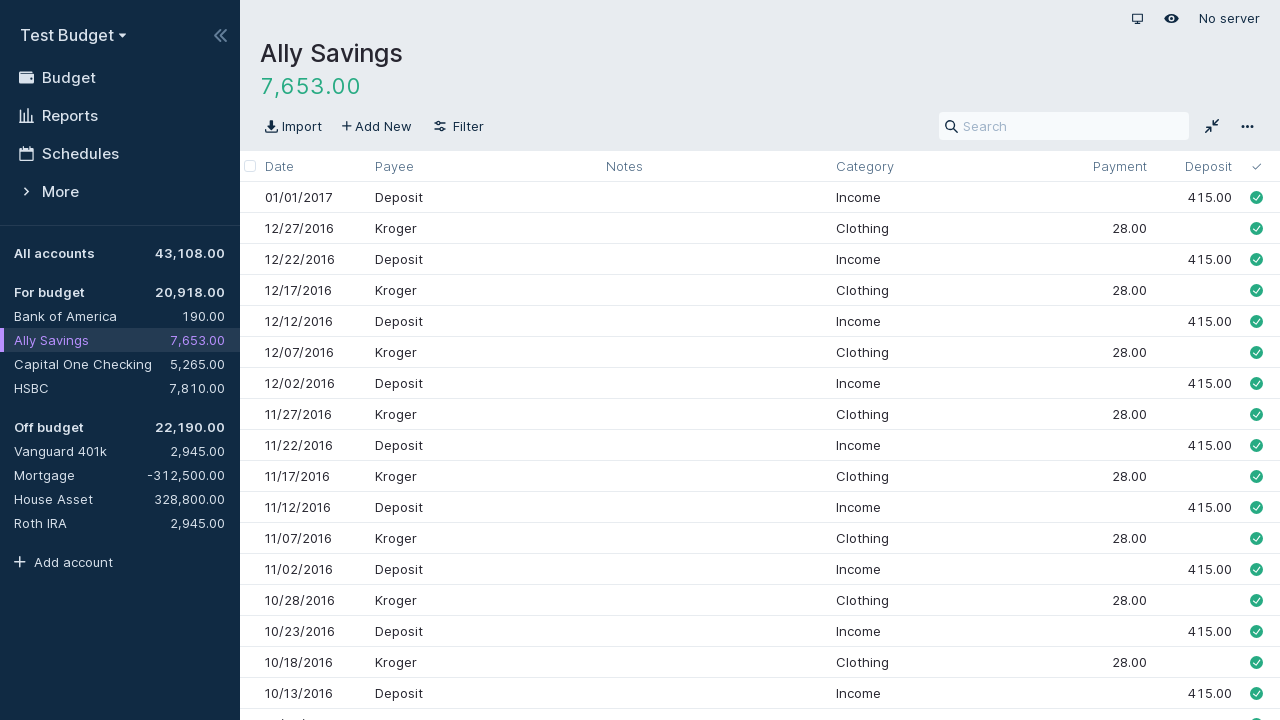 Test Budget
Budget
Reports
Schedules
More
All accounts 43,108.00
For budget 20,918.00
Bank of America 190.00
Ally Savings 7,653.00
Capital One Checking 5,265.00
HSBC 7,810.00
Off budget 22,190.00
Vanguard 401k 2,945.00
Mortgage -312,500.00
House Asset 328,800.00
Roth IRA 2,945.00
Add account
No server
Ally Savings
7,653.00
Import Add New Filter Search
Date Payee Notes Category Payment Deposit
01/01/2017 Deposit Income 415.00
12/27/2016 Kroger Clothing 28.00
12/22/2016 Deposit Income 415.00
12/17/2016 Kroger Clothing 28.00
12/12/2016 Deposit Income 415.00
12/07/2016 Kroger Clothing 28.00
12/02/2016 Deposit Income 415.00
11/27/2016 Kroger Clothing 28.00
11/22/2016 Deposit Income 415.00
11/17/2016 Kroger Clothing 28.00
11/12/2016 Deposit Income 415.00
11/07/2016 Kroger Clothing 28.00
11/02/2016 Deposit Income 415.00
10/28/2016 Kroger Clothing 28.00
10/23/2016 Deposit Income 415.00
10/18/2016 Kroger Clothing 28.00
10/13/2016 Deposit Income 415.00